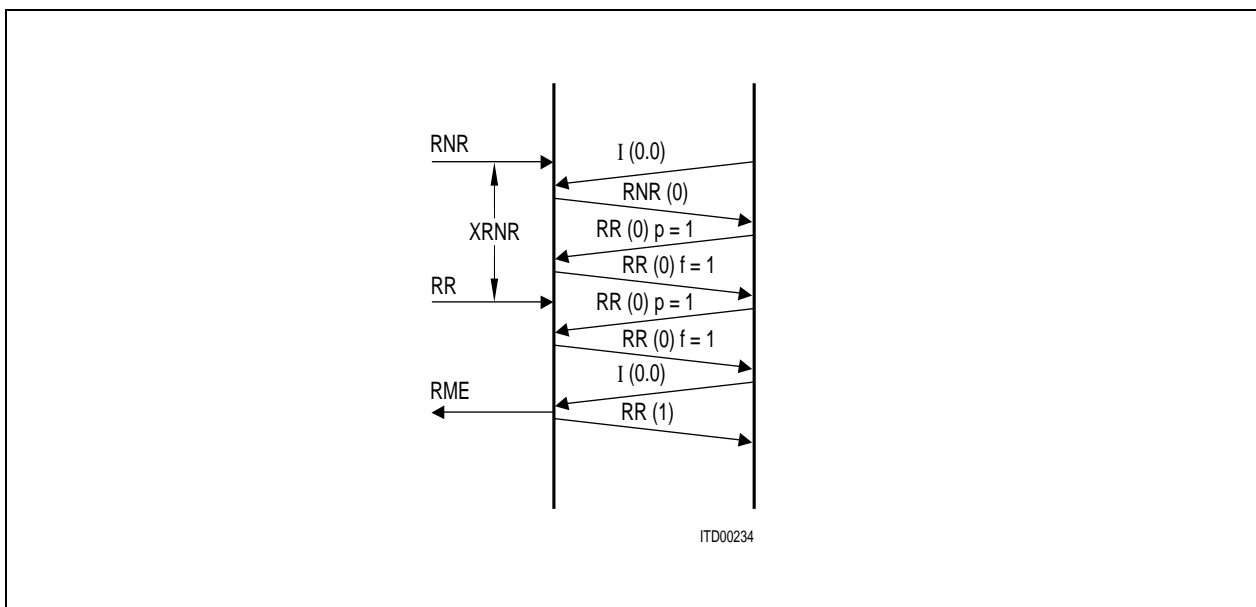 RNR
I (0.0)
RNR (0)
XRNR
RR (0) p = 1
RR (0) f = 1
RR
RR (0) p = 1
RR (0) f = 1
I (0.0)
RME
RR (1)
ITD00234